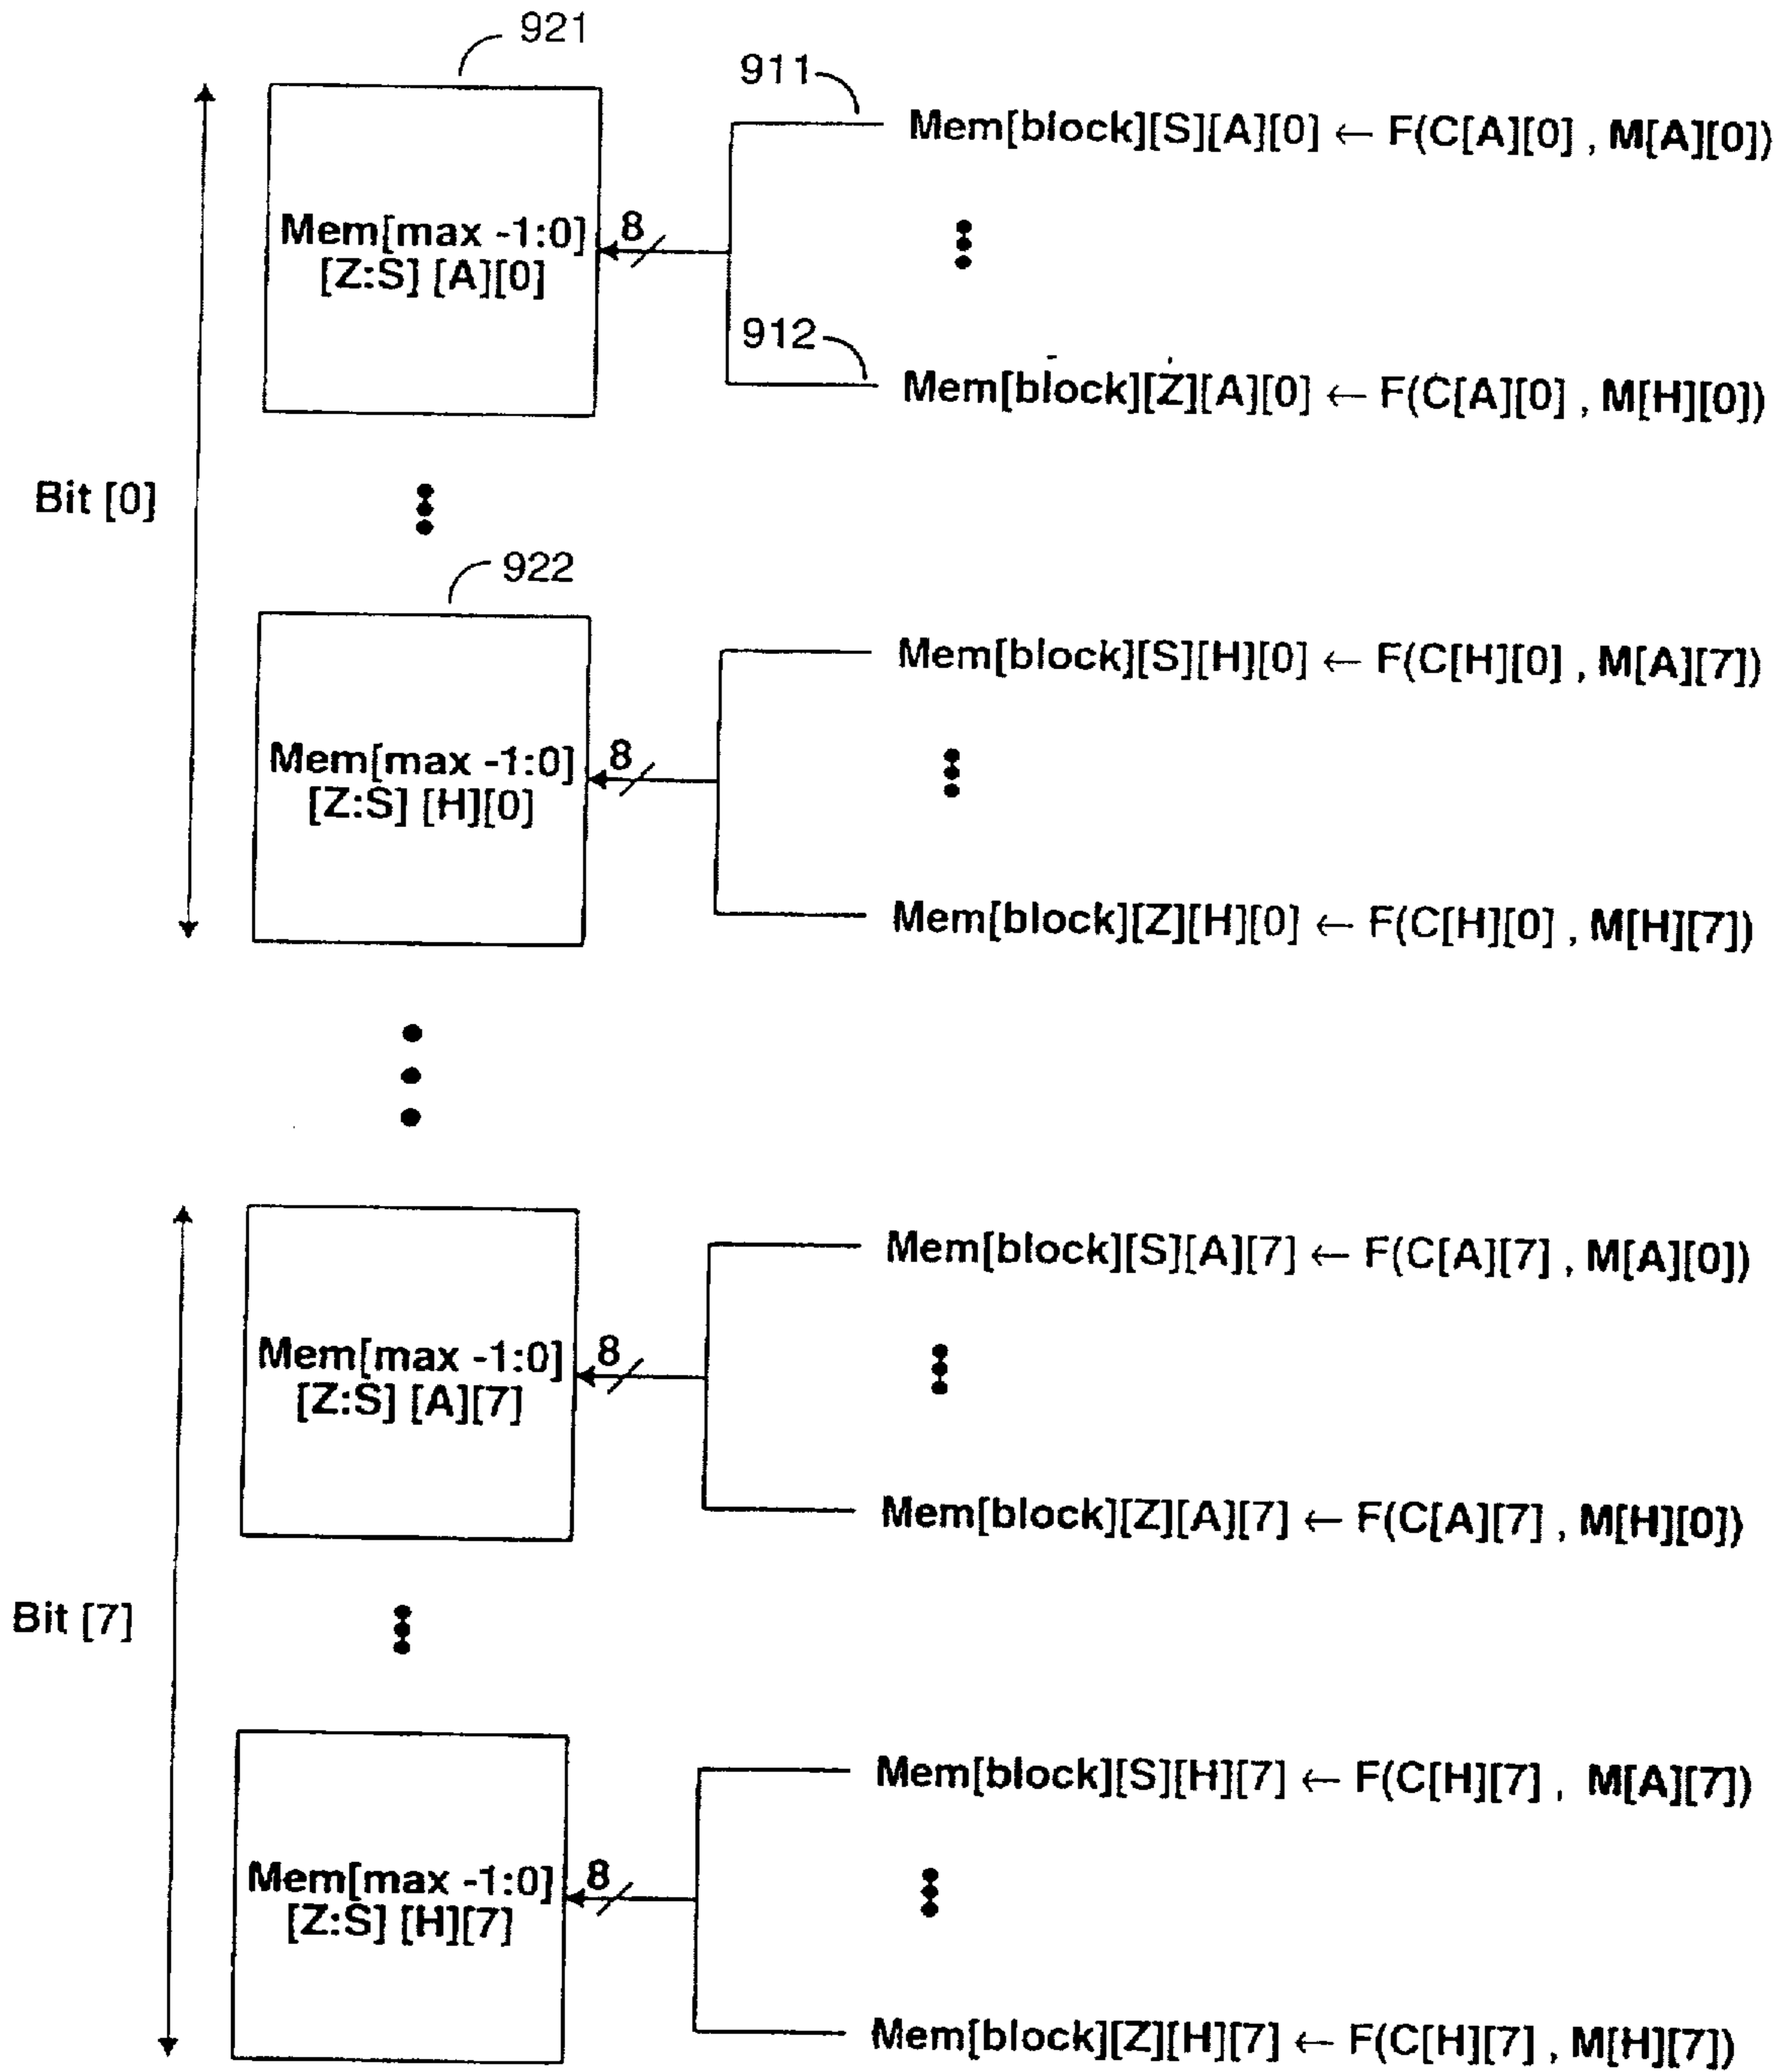 921
911
Mem[block][S][A][0] ← F(C[A][0] , M[A][0])
Mem[max -1:0]
[Z:S] [A][0]
8
912
Mem[block][Z][A][0] ← F(C[A][0] , M[H][0])
Bit [0]
922
Mem[block][S][H][0] ← F(C[H][0] , M[A][7])
Mem[max -1:0]
[Z:S] [H][0]
8
Mem[block][Z][H][0] ← F(C[H][0] , M[H][7])
Mem[block][S][A][7] ← F(C[A][7] , M[A][0])
Mem[max -1:0]
[Z:S] [A][7]
8
Mem[block][Z][A][7] ← F(C[A][7] , M[H][0])
Bit [7]
Mem[block][S][H][7] ← F(C[H][7] , M[A][7])
Mem[max -1:0]
[Z:S] [H][7]
8
Mem[block][Z][H][7] ← F(C[H][7] , M[H][7])